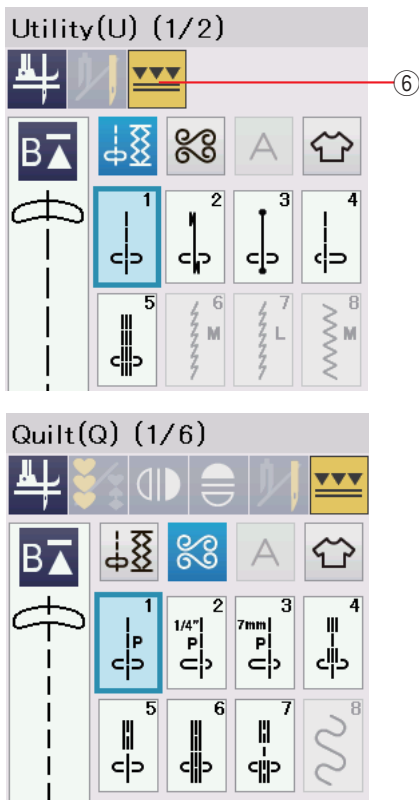 Utility(U) (1/2)
⑥
B
A
1 2 3 4
5 6 M 7 L 8 M
Quilt(Q) (1/6)
B
A
1 P 2 1/4" P 3 7mm P 4
5 6 7 8